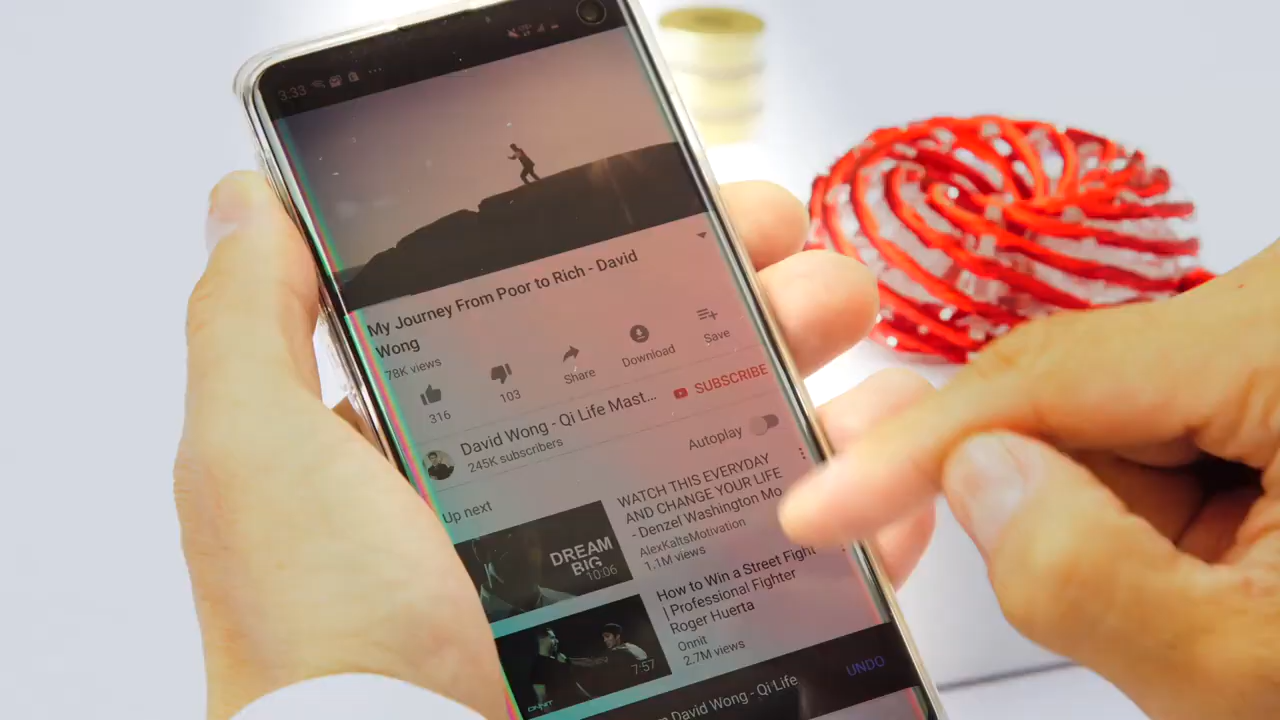 3:33
My Journey From Poor to Rich - David
Wong
78K views
316
103
Share
Download
Save
David Wong - Qi Life Mast...
245K subscribers
SUBSCRIBE
Autoplay
Up next
DREAM
BIG
10:06
WATCH THIS EVERYDAY
AND CHANGE YOUR LIFE
- Denzel Washington Mo
AlexKaltsMotivation
1.1M views
ONNIT
7:57
How to Win a Street Fight
| Professional Fighter
Roger Huerta
Onnit
2.7M views
David Wong - Qi Life
UNDO